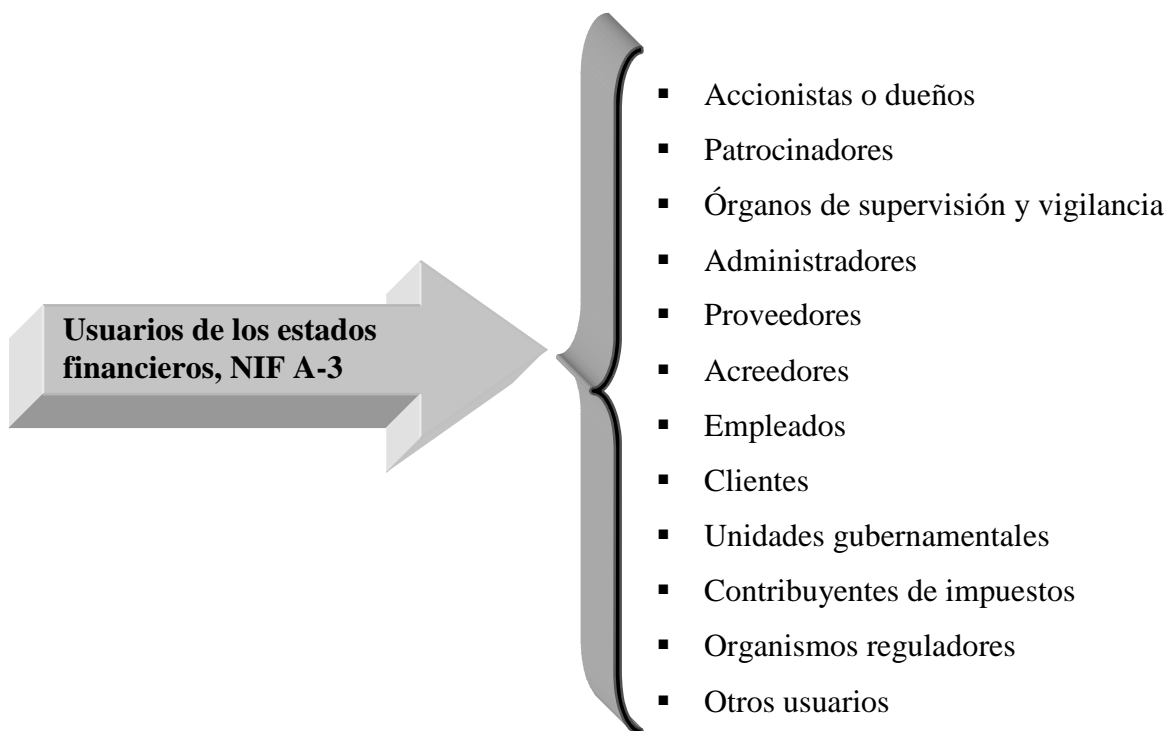 Usuarios de los estados
financieros, NIF A-3
▪ Accionistas o dueños
▪ Patrocinadores
▪ Órganos de supervisión y vigilancia
▪ Administradores
▪ Proveedores
▪ Acreedores
▪ Empleados
▪ Clientes
▪ Unidades gubernamentales
▪ Contribuyentes de impuestos
▪ Organismos reguladores
▪ Otros usuarios